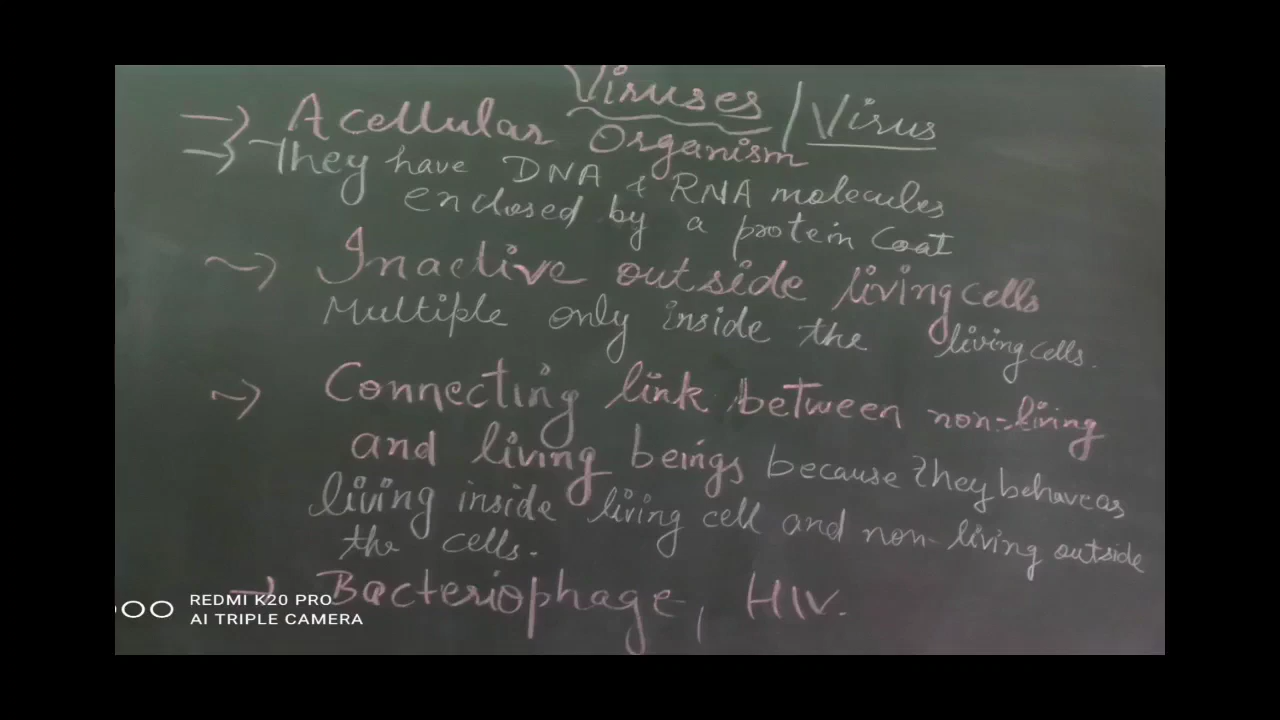 Viruses / Virus
→ Acellular Organism
→ They have DNA & RNA molecules
enclosed by a protein Coat
~> Inactive outside living cells
Multiple only inside the living cells.
~> Connecting link between non-living
and living beings because they behave as
living inside living cell and non-living outside
the cells.
→ Bacteriophage, HIV.
REDMI K20 PRO
AI TRIPLE CAMERA